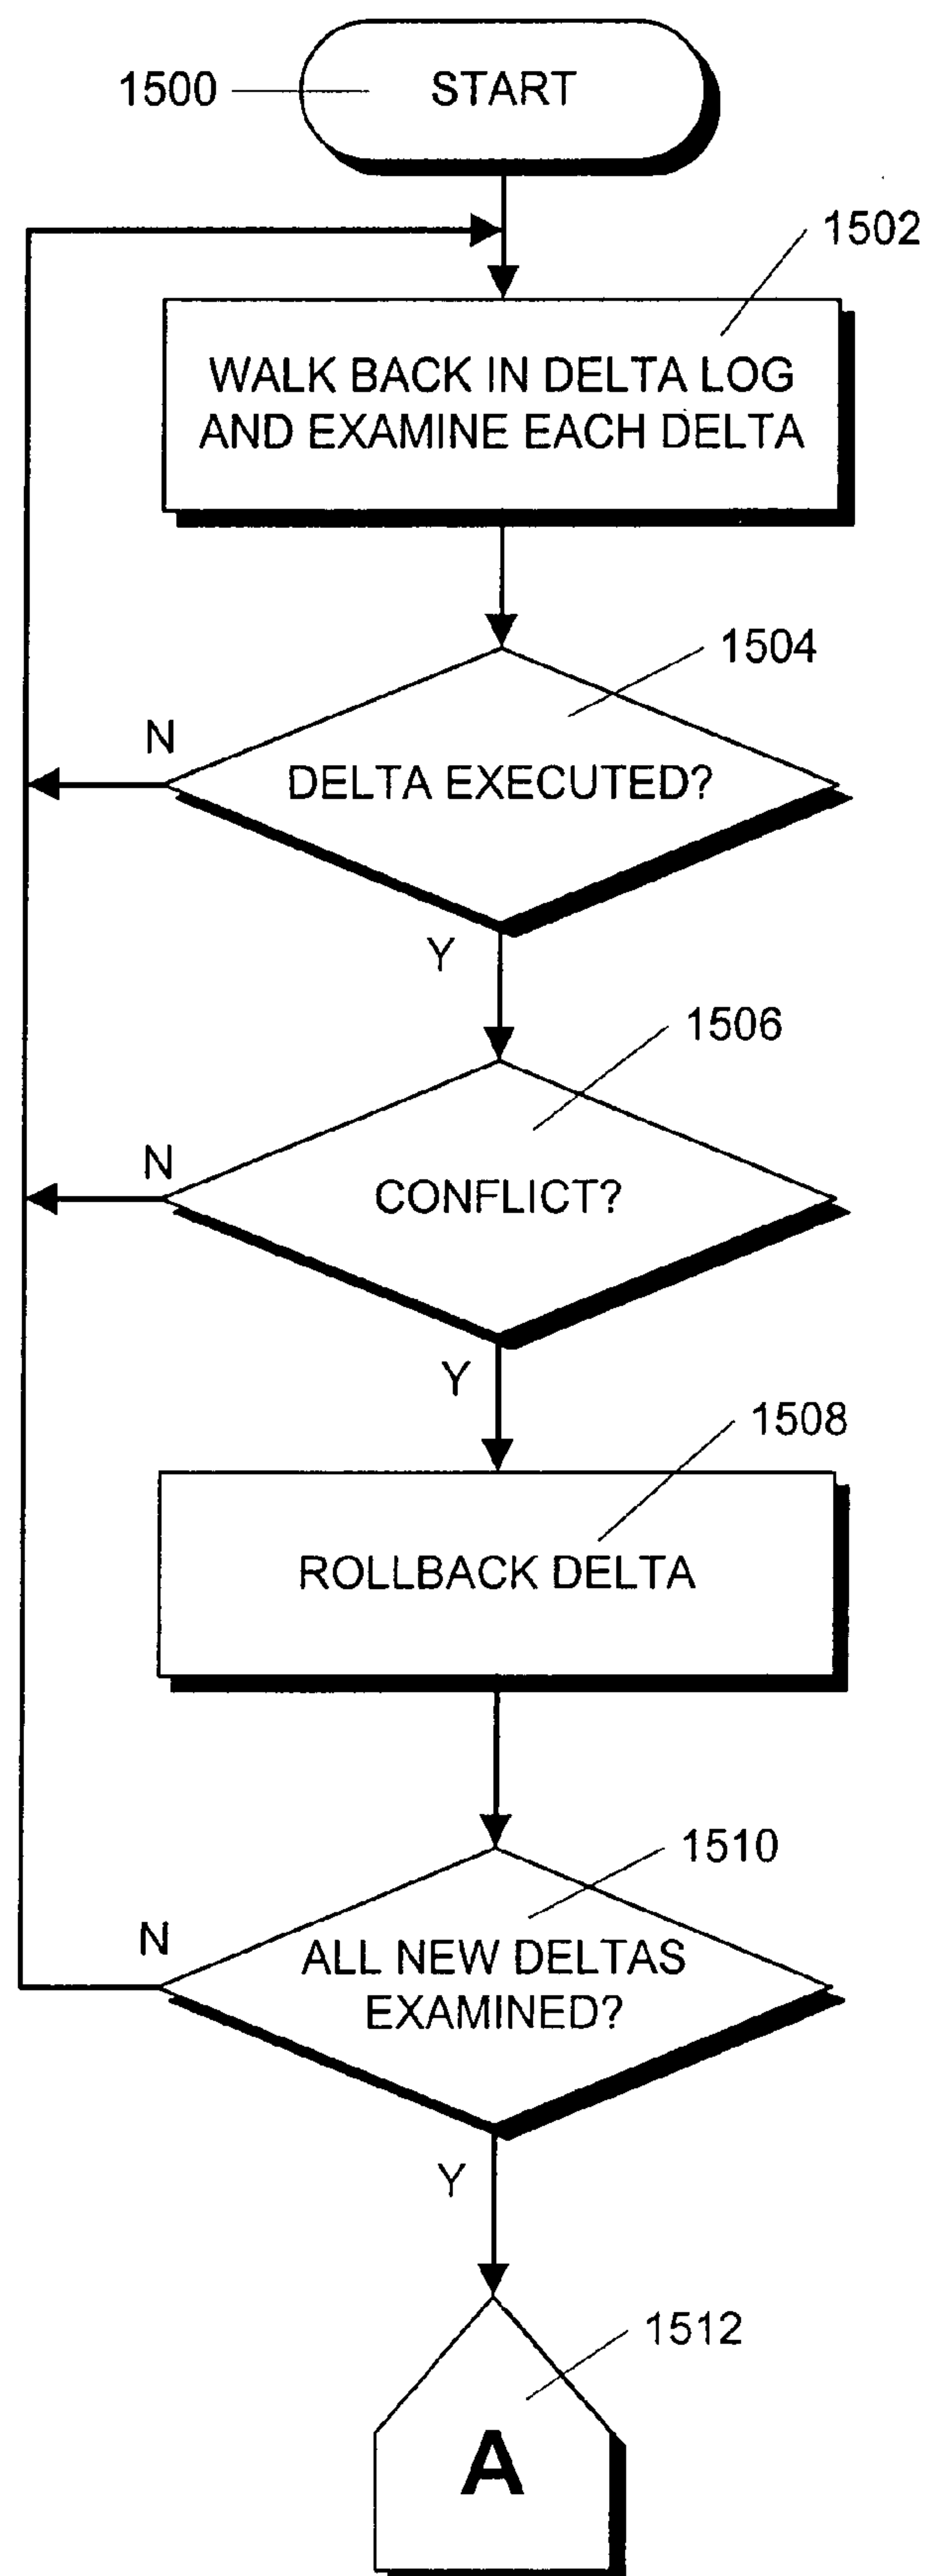 1500
START
1502
WALK BACK IN DELTA LOG
AND EXAMINE EACH DELTA
1504
N
DELTA EXECUTED?
Y
1506
N
CONFLICT?
Y
1508
ROLLBACK DELTA
1510
N
ALL NEW DELTAS
EXAMINED?
Y
1512
A